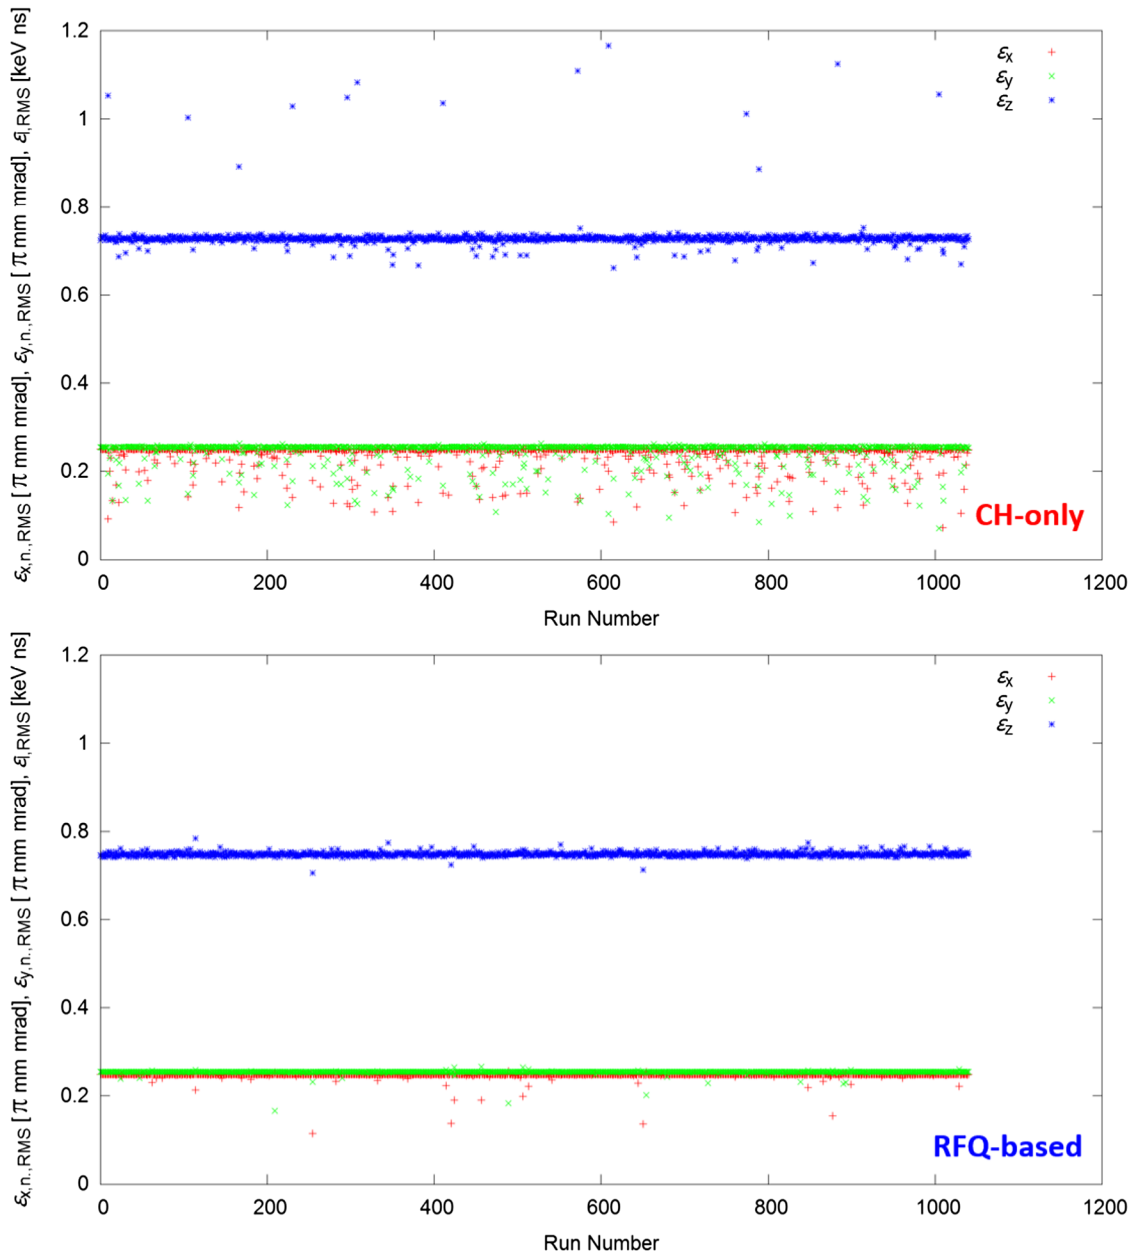 εx,n.,RMS [π mm mrad], εy,n.,RMS [π mm mrad], εl,RMS [keV ns]
1.2
1
0.8
0.6
0.4
0.2
0
εx
εy
εz
CH-only
0 200 400 600 800 1000 1200
Run Number
εx,n.,RMS [π mm mrad], εy,n.,RMS [π mm mrad], εl,RMS [keV ns]
1.2
1
0.8
0.6
0.4
0.2
0
εx
εy
εz
RFQ-based
0 200 400 600 800 1000 1200
Run Number